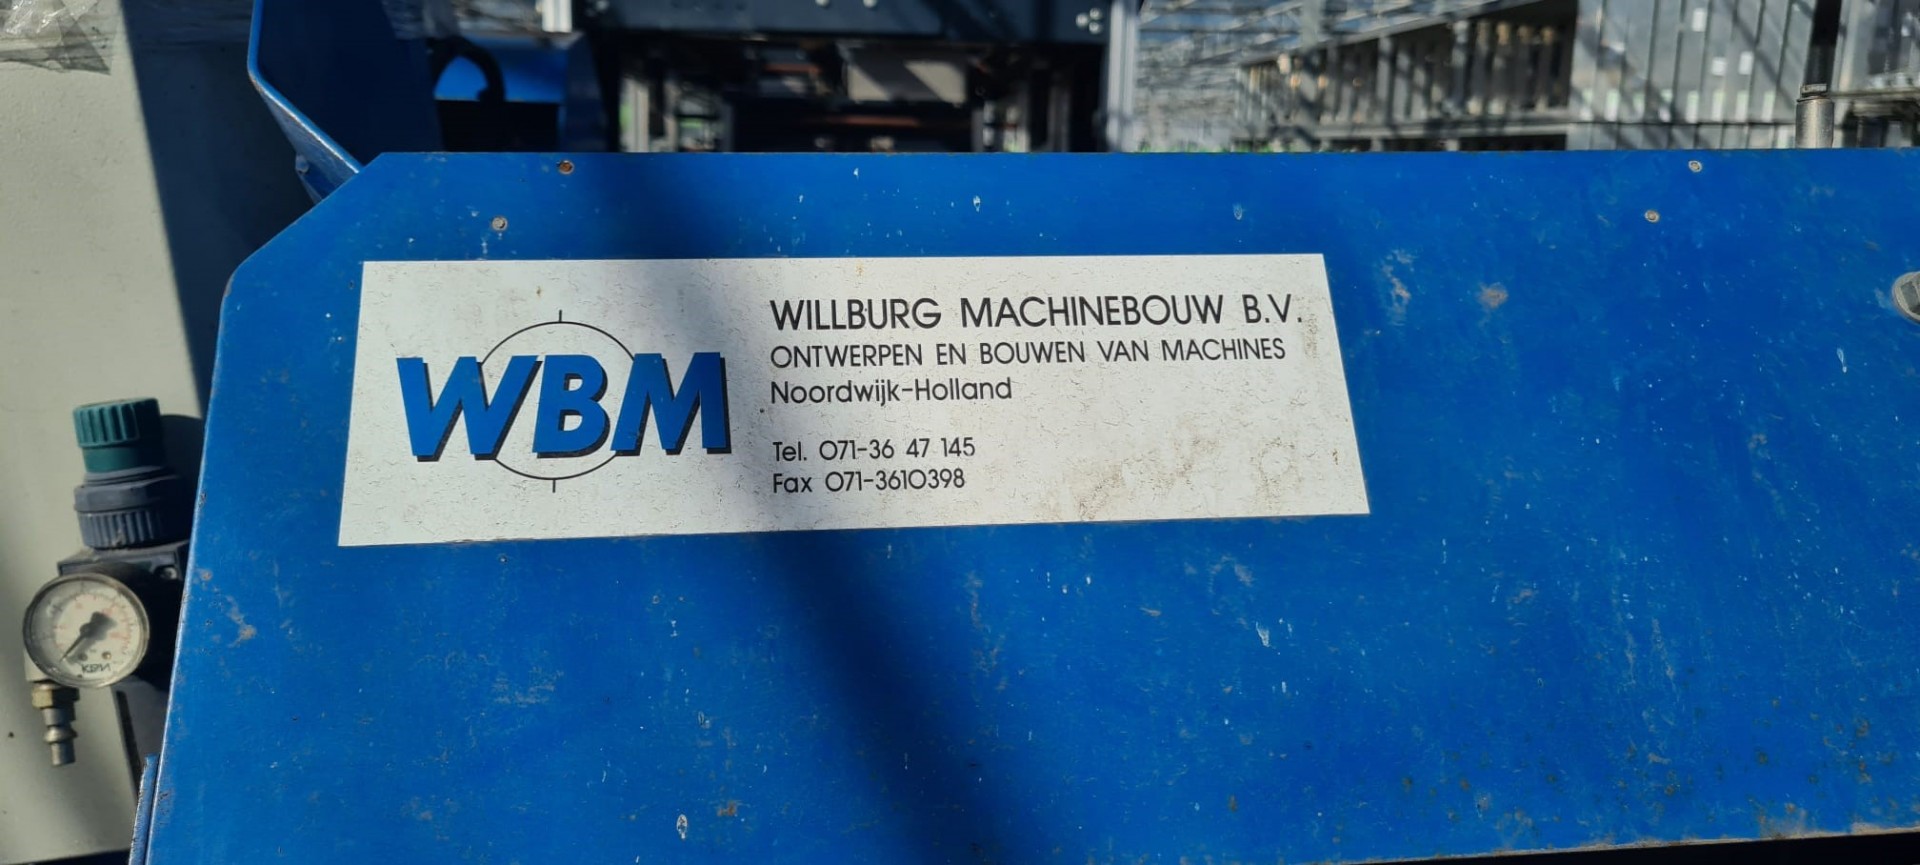 WBM
WILLBURG MACHINEBOUW B.V.
ONTWERPEN EN BOUWEN VAN MACHINES
Noordwijk-Holland
Tel. 071-36 47 145
Fax 071-3610398